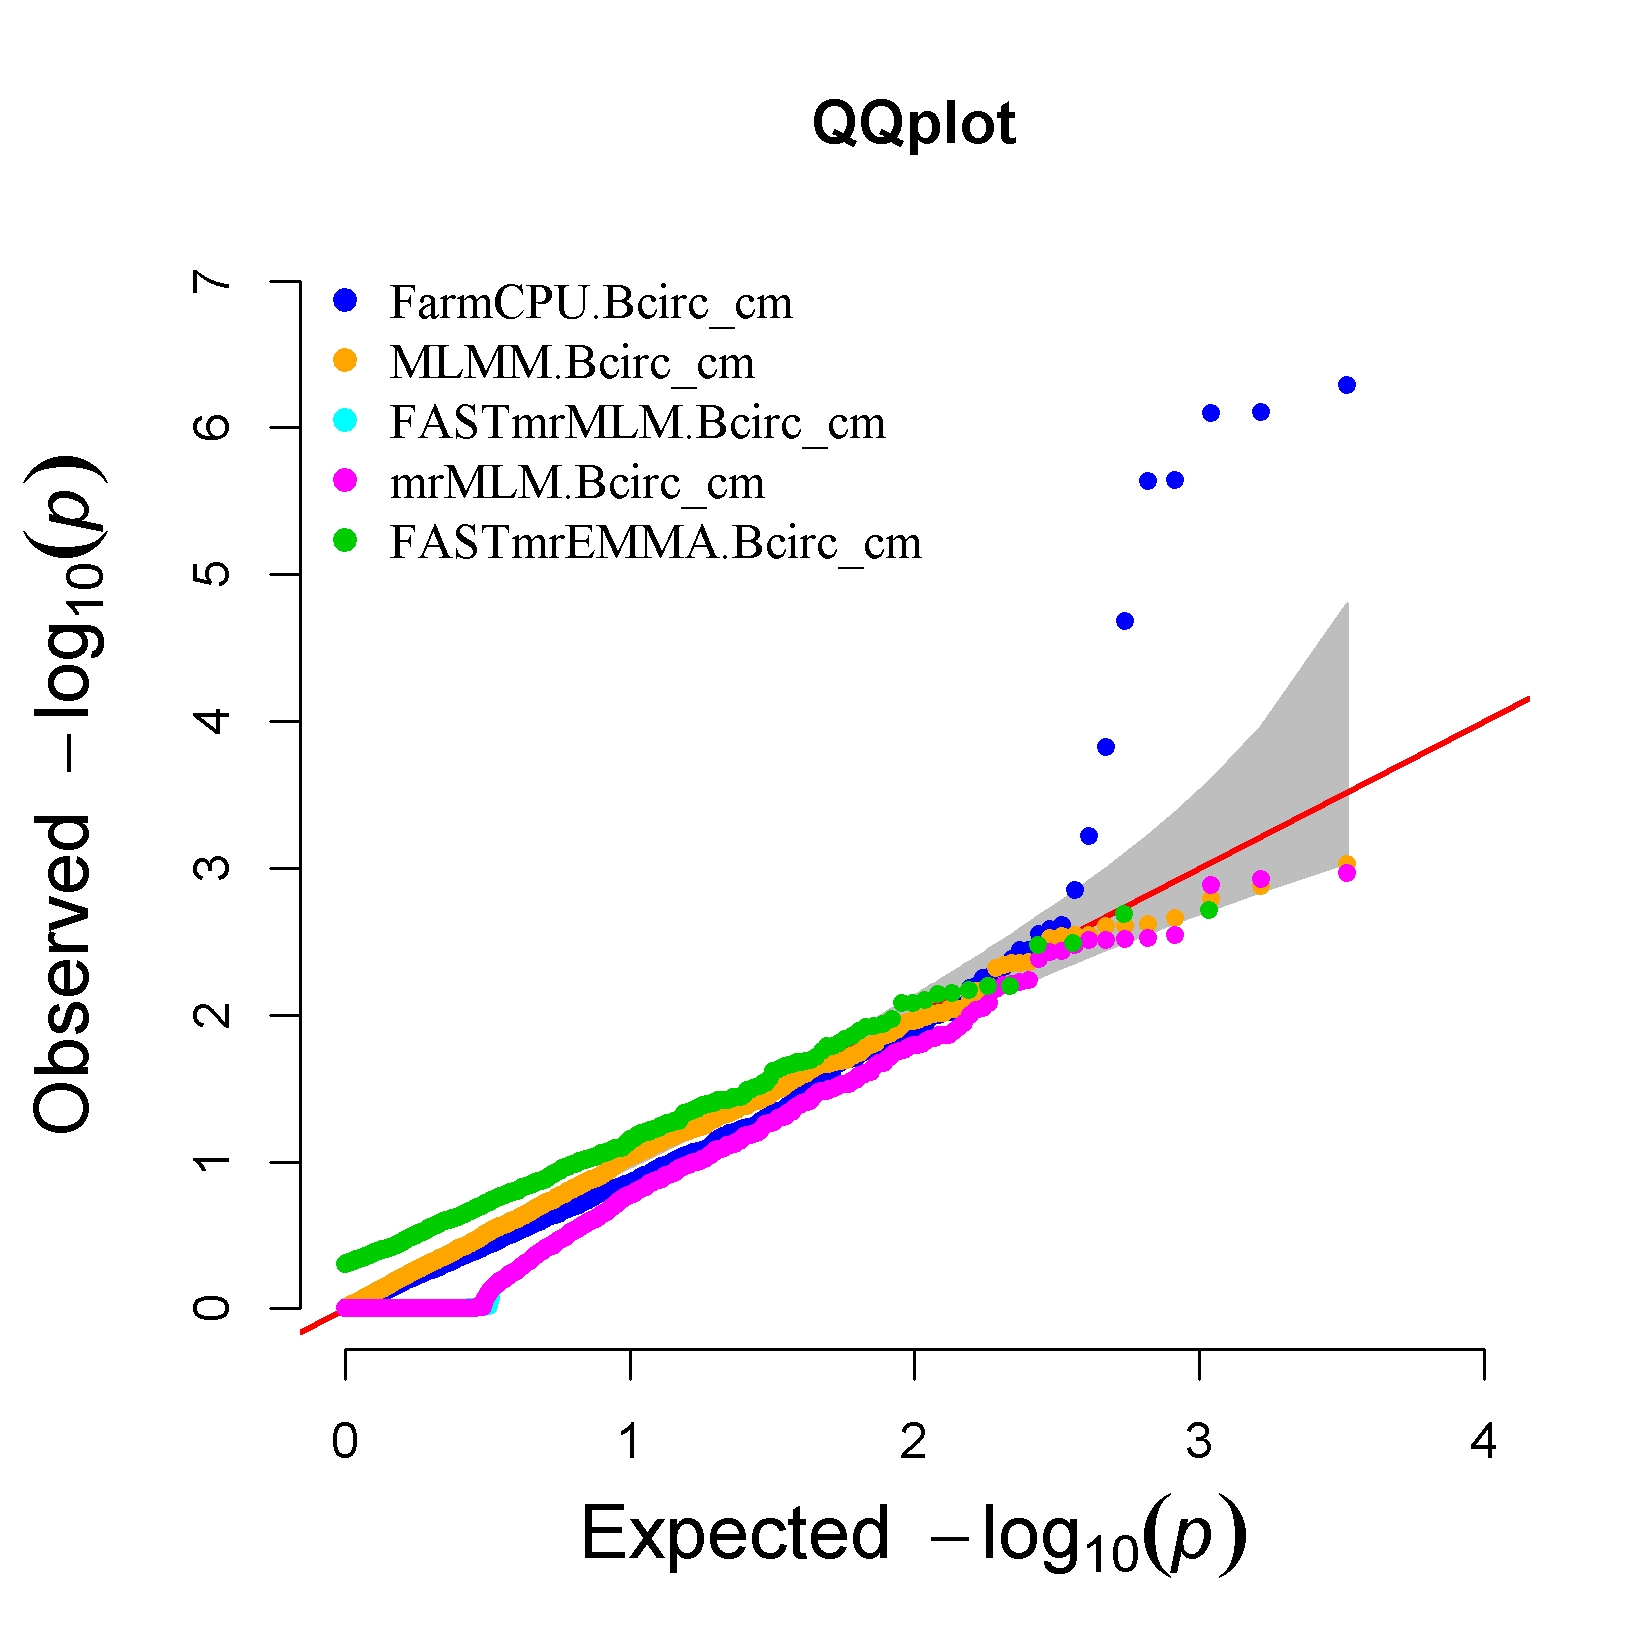 QQplot
7
6
5
4
3
2
1
0
Observed −log10(p)
FarmCPU.Bcirc_cm
MLMM.Bcirc_cm
FASTmrMLM.Bcirc_cm
mrMLM.Bcirc_cm
FASTmrEMMA.Bcirc_cm
0 1 2 3 4
Expected −log10(p)